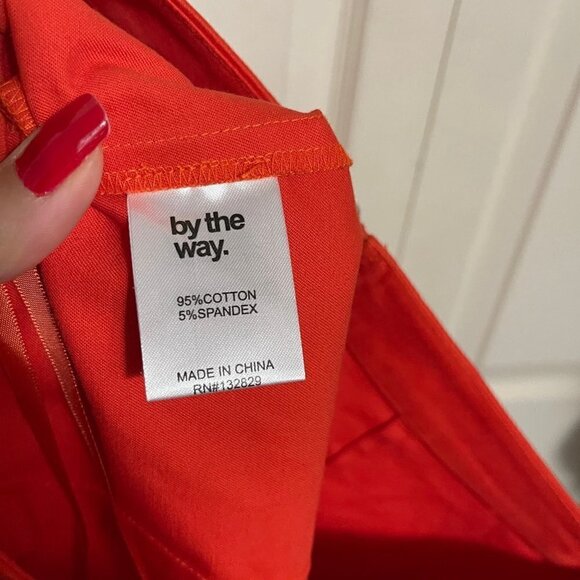 by the
way.
95%COTTON
5%SPANDEX
MADE IN CHINA
RN#132829